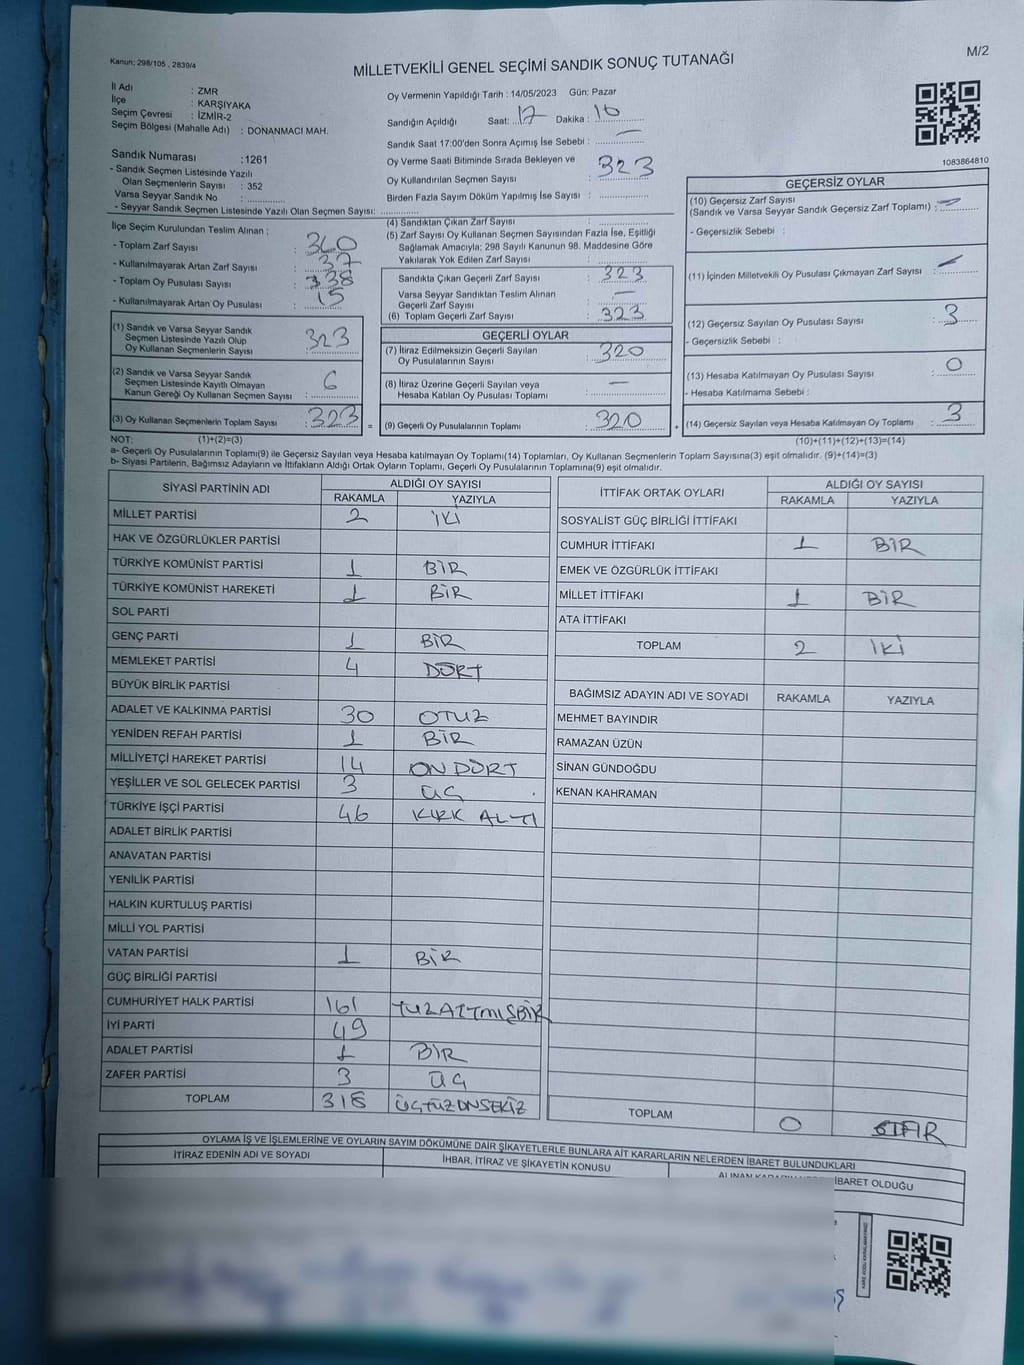 Kanun: 298/105 , 2839/4
M/2
MİLLETVEKİLİ GENEL SEÇİMİ SANDIK SONUÇ TUTANAĞI
İl Adı : ZMR
İlçe : KARŞIYAKA
Seçim Çevresi : İZMİR-2
Seçim Bölgesi (Mahalle Adı) : DONANMACI MAH.
Oy Vermenin Yapıldığı Tarih : 14/05/2023 Gün: Pazar
Sandığın Açıldığı Saat: 17 Dakika: 16
Sandık Saat 17:00'den Sonra Açımış İse Sebebi : —
Oy Verme Saati Bitiminde Sırada Bekleyen ve
Oy Kullandırılan Seçmen Sayısı : 323
Birden Fazla Sayım Döküm Yapılmış İse Sayısı :
1083864810
Sandık Numarası :1261
- Sandık Seçmen Listesinde Yazılı
Olan Seçmenlerin Sayısı : 352
Varsa Seyyar Sandık No :
- Seyyar Sandık Seçmen Listesinde Yazılı Olan Seçmen Sayısı:
İlçe Seçim Kurulundan Teslim Alınan ;
- Toplam Zarf Sayısı : 360
- Kullanılmayarak Artan Zarf Sayısı : 37
- Toplam Oy Pusulası Sayısı : 338
- Kullanılmayarak Artan Oy Pusulası : 15
(4) Sandıktan Çıkan Zarf Sayısı :
(5) Zarf Sayısı Oy Kullanan Seçmen Sayısından Fazla İse, Eşitliği
Sağlamak Amacıyla; 298 Sayılı Kanunun 98. Maddesine Göre
Yakılarak Yok Edilen Zarf Sayısı :
Sandıkta Çıkan Geçerli Zarf Sayısı : 323
Varsa Seyyar Sandıktan Teslim Alınan
Geçerli Zarf Sayısı : —
(6) Toplam Geçerli Zarf Sayısı : 323
GEÇERSİZ OYLAR
(10) Geçersiz Zarf Sayısı
(Sandık ve Varsa Seyyar Sandık Geçersiz Zarf Toplamı) : —
- Geçersizlik Sebebi :
(11) İçinden Milletvekili Oy Pusulası Çıkmayan Zarf Sayısı : —
(12) Geçersiz Sayılan Oy Pusulası Sayısı : 3
- Geçersizlik Sebebi :
(13) Hesaba Katılmayan Oy Pusulası Sayısı : 0
- Hesaba Katılmama Sebebi :
(14) Geçersiz Sayılan veya Hesaba Katılmayan Oy Toplamı : 3
(1) Sandık ve Varsa Seyyar Sandık
Seçmen Listesinde Yazılı Olup
Oy Kullanan Seçmenlerin Sayısı : 323
(2) Sandık ve Varsa Seyyar Sandık
Seçmen Listesinde Kayıtlı Olmayan
Kanun Gereği Oy Kullanan Seçmen Sayısı : 6
(3) Oy Kullanan Seçmenlerin Toplam Sayısı : 323 =
GEÇERLİ OYLAR
(7) İtiraz Edilmeksizin Geçerli Sayılan
Oy Pusulalarının Sayısı : 320
(8) İtiraz Üzerine Geçerli Sayılan veya
Hesaba Katılan Oy Pusulası Toplamı : —
(9) Geçerli Oy Pusulalarının Toplamı : 320 +
NOT: (1)+(2)=(3)
(10)+(11)+(12)+(13)=(14)
a- Geçerli Oy Pusulalarının Toplamı(9) ile Geçersiz Sayılan veya Hesaba katılmayan Oy Toplamı(14) Toplamları, Oy Kullanan Seçmenlerin Toplam Sayısına(3) eşit olmalıdır. (9)+(14)=(3)
b- Siyasi Partilerin, Bağımsız Adayların ve İttifakların Aldığı Ortak Oyların Toplamı, Geçerli Oy Pusulalarının Toplamına(9) eşit olmalıdır.
SİYASİ PARTİNİN ADI ALDIĞI OY SAYISI
RAKAMLA YAZIYLA
MİLLET PARTİSİ 2 İKİ
HAK VE ÖZGÜRLÜKLER PARTİSİ
TÜRKİYE KOMÜNİST PARTİSİ 1 BİR
TÜRKİYE KOMÜNİST HAREKETİ 1 BİR
SOL PARTİ
GENÇ PARTİ 1 BİR
MEMLEKET PARTİSİ 4 DÖRT
BÜYÜK BİRLİK PARTİSİ
ADALET VE KALKINMA PARTİSİ 30 OTUZ
YENİDEN REFAH PARTİSİ 1 BİR
MİLLİYETÇİ HAREKET PARTİSİ 14 ON DÖRT
YEŞİLLER VE SOL GELECEK PARTİSİ 3 ÜÇ
TÜRKİYE İŞÇİ PARTİSİ 46 KIRK ALTI
ADALET BİRLİK PARTİSİ
ANAVATAN PARTİSİ
YENİLİK PARTİSİ
HALKIN KURTULUŞ PARTİSİ
MİLLİ YOL PARTİSİ
VATAN PARTİSİ 1 BİR
GÜÇ BİRLİĞİ PARTİSİ
CUMHURİYET HALK PARTİSİ 161 YÜZATMIŞBİR
İYİ PARTİ 49
ADALET PARTİSİ 1 BİR
ZAFER PARTİSİ 3 ÜÇ
TOPLAM 318 ÜÇYÜZONSEKİZ
İTTİFAK ORTAK OYLARI ALDIĞI OY SAYISI
RAKAMLA YAZIYLA
SOSYALİST GÜÇ BİRLİĞİ İTTİFAKI
CUMHUR İTTİFAKI 1 BİR
EMEK VE ÖZGÜRLÜK İTTİFAKI
MİLLET İTTİFAKI 1 BİR
ATA İTTİFAKI
TOPLAM 2 İKİ
BAĞIMSIZ ADAYIN ADI VE SOYADI RAKAMLA YAZIYLA
MEHMET BAYINDIR
RAMAZAN ÜZÜN
SİNAN GÜNDOĞDU
KENAN KAHRAMAN
TOPLAM 0 SIFIR
OYLAMA İŞ VE İŞLEMLERİNE VE OYLARIN SAYIM DÖKÜMÜNE DAİR ŞİKAYETLERLE BUNLARA AİT KARARLARIN NELERDEN İBARET BULUNDUKLARI
İTİRAZ EDENİN ADI VE SOYADI
İHBAR, İTİRAZ VE ŞİKAYETİN KONUSU
İBARET OLDUĞU